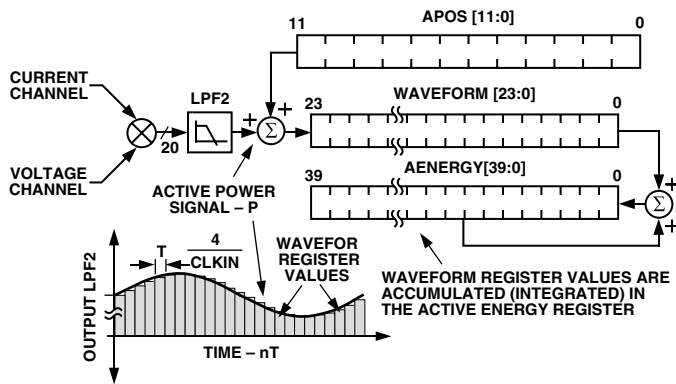 APOS [11:0]
11 0
CURRENT
CHANNEL
LPF2
WAVEFORM [23:0]
23 0
+ +
Σ
20
VOLTAGE
CHANNEL
ACTIVE POWER
SIGNAL – P
AENERGY[39:0]
39 0
+
Σ
+
OUTPUT LPF2
T
4
CLKIN
WAVEFOR
REGISTER
VALUES
TIME – nT
WAVEFORM REGISTER VALUES ARE
ACCUMULATED (INTEGRATED) IN
THE ACTIVE ENERGY REGISTER